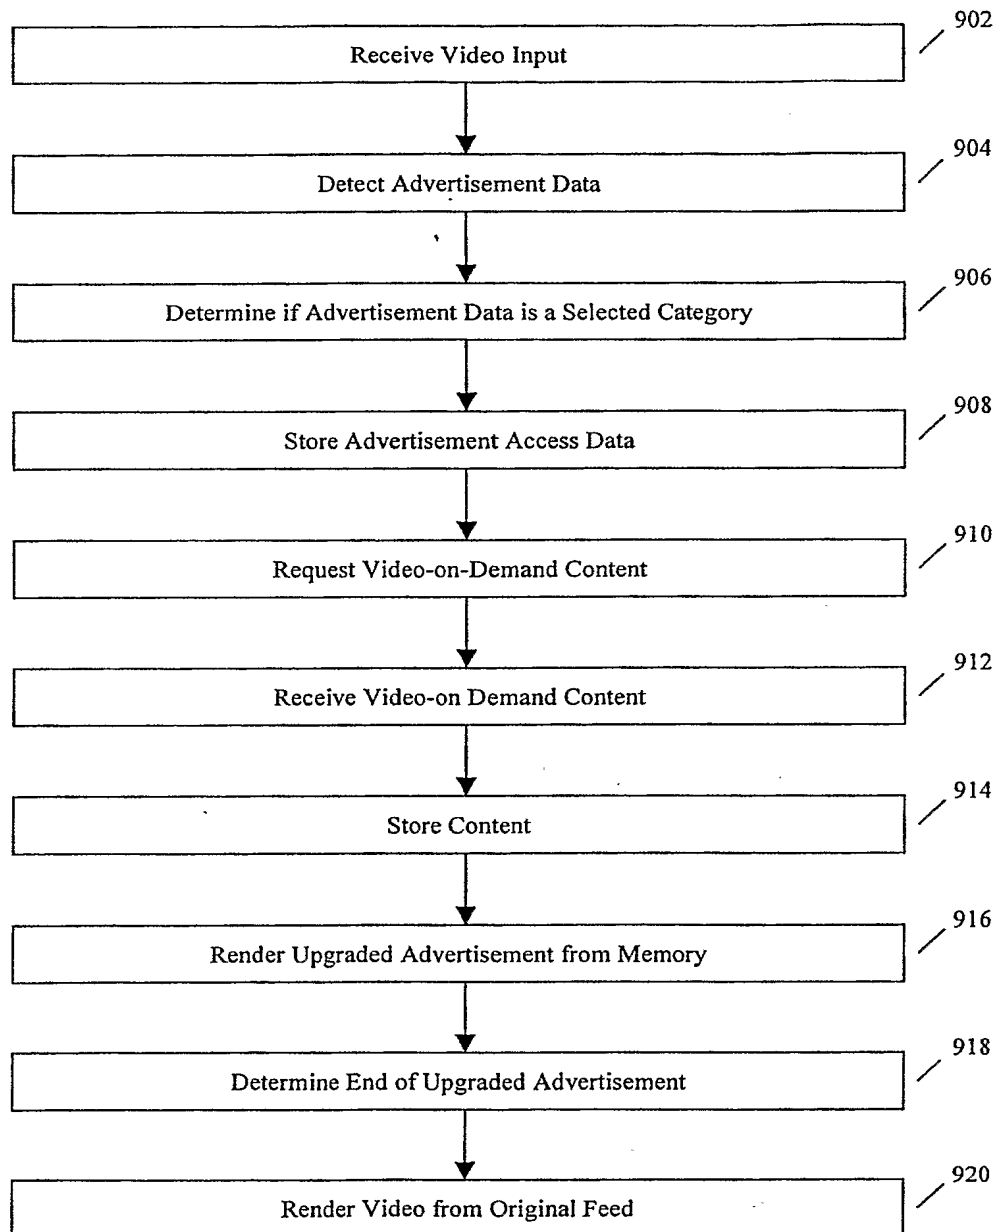 902
Receive Video Input
904
Detect Advertisement Data
906
Determine if Advertisement Data is a Selected Category
908
Store Advertisement Access Data
910
Request Video-on-Demand Content
912
Receive Video-on Demand Content
914
Store Content
916
Render Upgraded Advertisement from Memory
918
Determine End of Upgraded Advertisement
920
Render Video from Original Feed